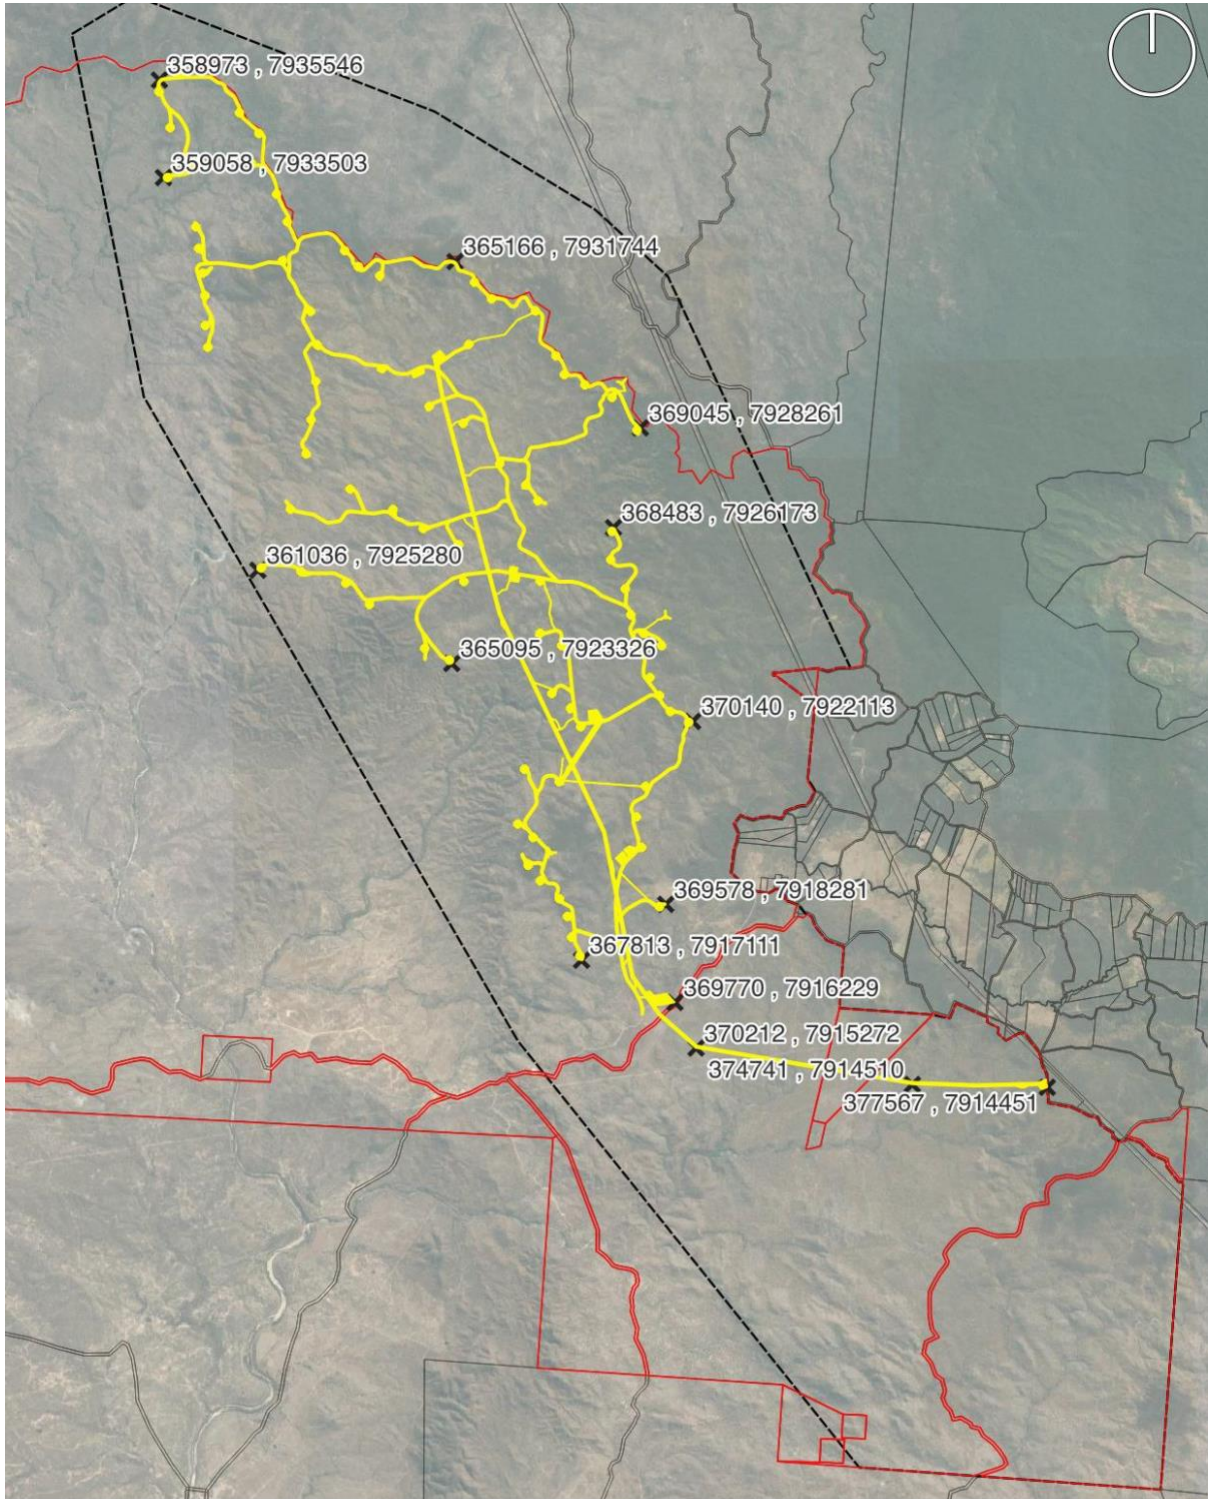 358973 , 7935546
359058 , 7933503
365166 , 7931744
369045 , 7928261
368483 , 7926173
361036 , 7925280
365095 , 7923326
370140 , 7922113
369578 , 7918281
367813 , 7917111
369770 , 7916229
370212 , 7915272
374741 , 7914510
377567 , 7914451